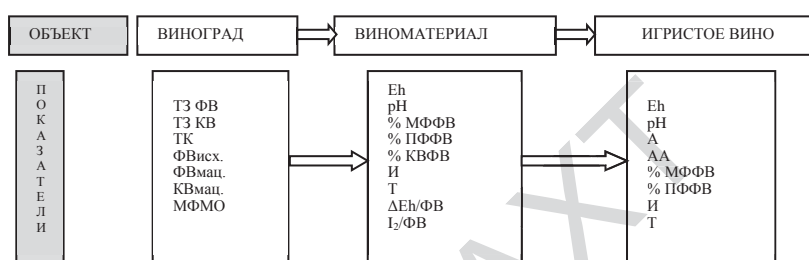 ОБЪЕКТ
ВИНОГРАД
ВИНОМАТЕРИАЛ
ИГРИСТОЕ ВИНО
П
О
К
А
З
А
Т
Е
Л
И
ТЗ ФВ
ТЗ КВ
ТК
ФВисх.
ФВмац.
КВмац.
МФМО
Eh
pH
% МФФВ
% ПФФВ
% КВФВ
И
Т
ΔEh/ФВ
I₂/ФВ
Eh
pH
А
АА
% МФФВ
% ПФФВ
И
Т